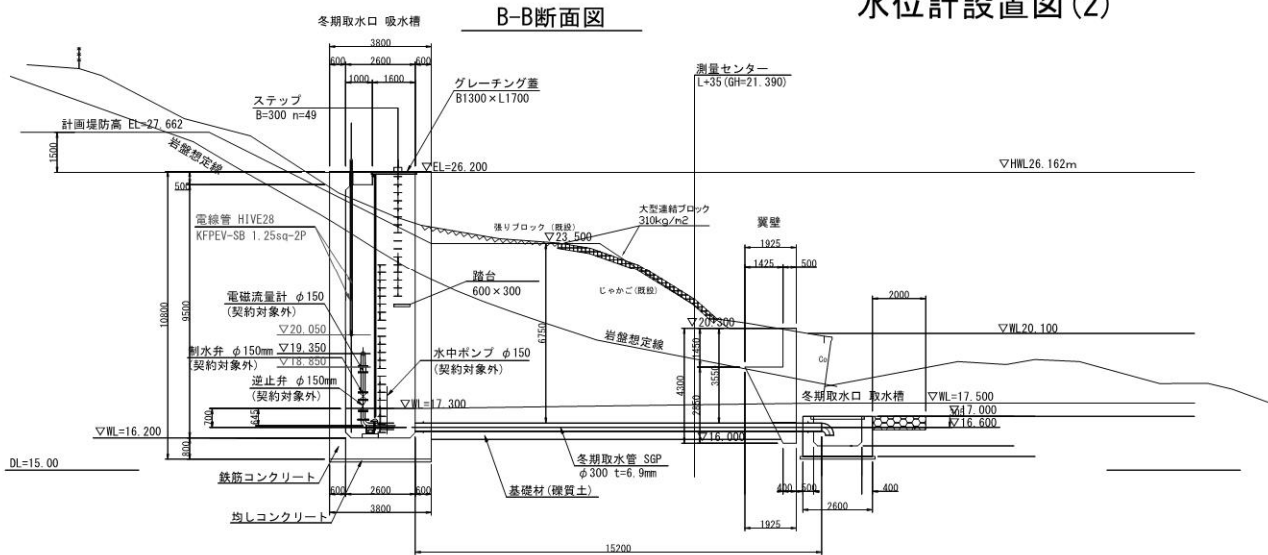 B-B断面図
水位計設置図(2)
冬期取水口 吸水槽
3800
600
2600
600
1000
1600
グレーチング蓋
B1300×L1700
測量センター
L+35(GH=21.390)
ステップ
B=300 n=49
計画堤防高 EL=27.662
1500
岩盤想定線
▽EL=26.200
▽HWL26.162m
500
電線管 HIVE28
KFPEV-SB 1.25sq-2P
張りブロック(既設)
▽23.500
大型連結ブロック
310kg/m2
翼壁
1925
1425
500
踏台
600×300
じゃかご(既設)
2000
電磁流量計 φ150
(契約対象外)
10800
9500
6750
▽20.050
▽20.300
岩盤想定線
▽WL20.100
制水弁 φ150mm
▽19.350
(契約対象外)
▽18.850
水中ポンプ φ150
(契約対象外)
1450
3550
Co
逆止弁 φ150mm
(契約対象外)
4300
2850
冬期取水口 取水槽
▽WL=17.500
▽WL=17.300
▽17.000
▽16.600
700
645
▽WL=16.200
▽16.000
800
DL=15.00
鉄筋コンクリート
冬期取水管 SGP
φ300 t=6.9mm
基礎材(礫質土)
600
2600
600
400
500
400
3800
2600
均しコンクリート
1925
15200